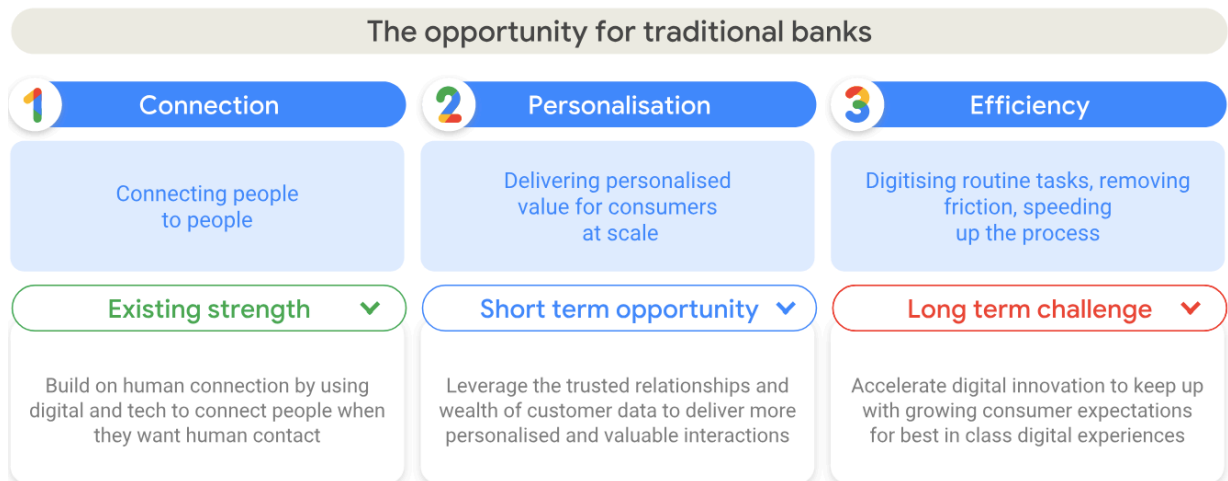 The opportunity for traditional banks
1 Connection
Connecting people
to people
Existing strength
Build on human connection by using
digital and tech to connect people when
they want human contact
2 Personalisation
Delivering personalised
value for consumers
at scale
Short term opportunity
Leverage the trusted relationships and
wealth of customer data to deliver more
personalised and valuable interactions
3 Efficiency
Digitising routine tasks, removing
friction, speeding
up the process
Long term challenge
Accelerate digital innovation to keep up
with growing consumer expectations
for best in class digital experiences